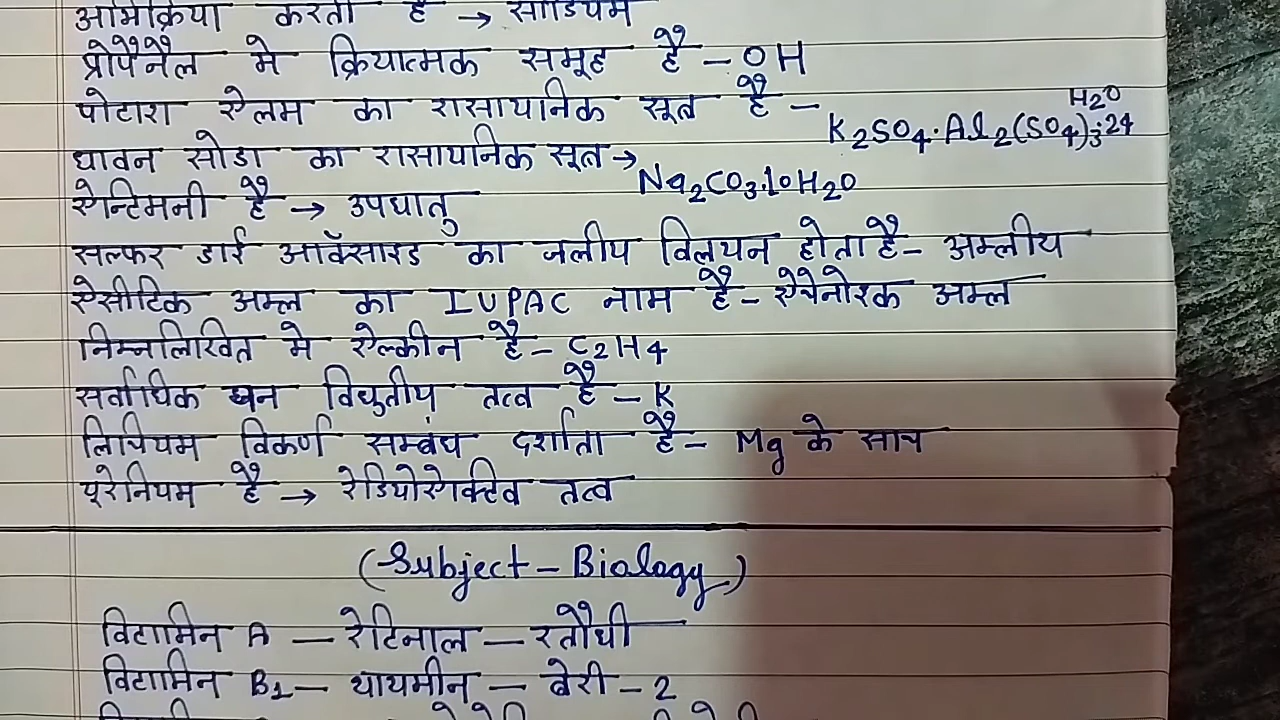 अभिक्रिया करता है → सोडियम
प्रोपेनॉल मे क्रियात्मक समूह है - OH
पोटाश ऐलम का रासायनिक सूत्र है - K₂SO₄.Al₂(SO₄)₃:24 H₂O
धावन सोडा का रासायनिक सूत्र → Na₂CO₃.10H₂O
ऐन्टिमनी है → उपधातु
सल्फर डाई ऑक्साइड का जलीय विलयन होता है - अम्लीय
ऐसीटिक अम्ल का IUPAC नाम है - ऐथेनोइक अम्ल
निम्नलिखित मे ऐल्कीन है - C₂H₄
सर्वाधिक धन विद्युतीय तत्व है - K
लिथियम विकर्ण सम्बंध दर्शाता है - Mg के साथ
यूरेनियम है → रेडियोऐक्टिव तत्व
(Subject - Biology)
विटामिन A — रेटिनाल — रतौंधी
विटामिन B₁ — थायमीन — बेरी - 2